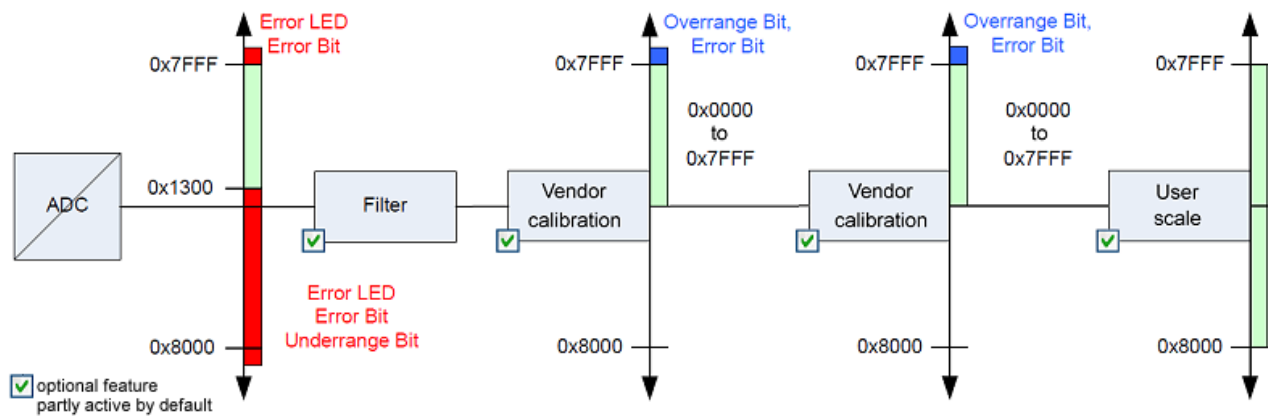 Error LED
Error Bit
0x7FFF
0x1300
0x8000
ADC
Filter
Error LED
Error Bit
Underrange Bit
Vendor
calibration
Overrange Bit,
Error Bit
0x7FFF
0x0000
to
0x7FFF
0x8000
Vendor
calibration
Overrange Bit,
Error Bit
0x7FFF
0x0000
to
0x7FFF
0x8000
User
scale
0x7FFF
0x8000
optional feature
partly active by default